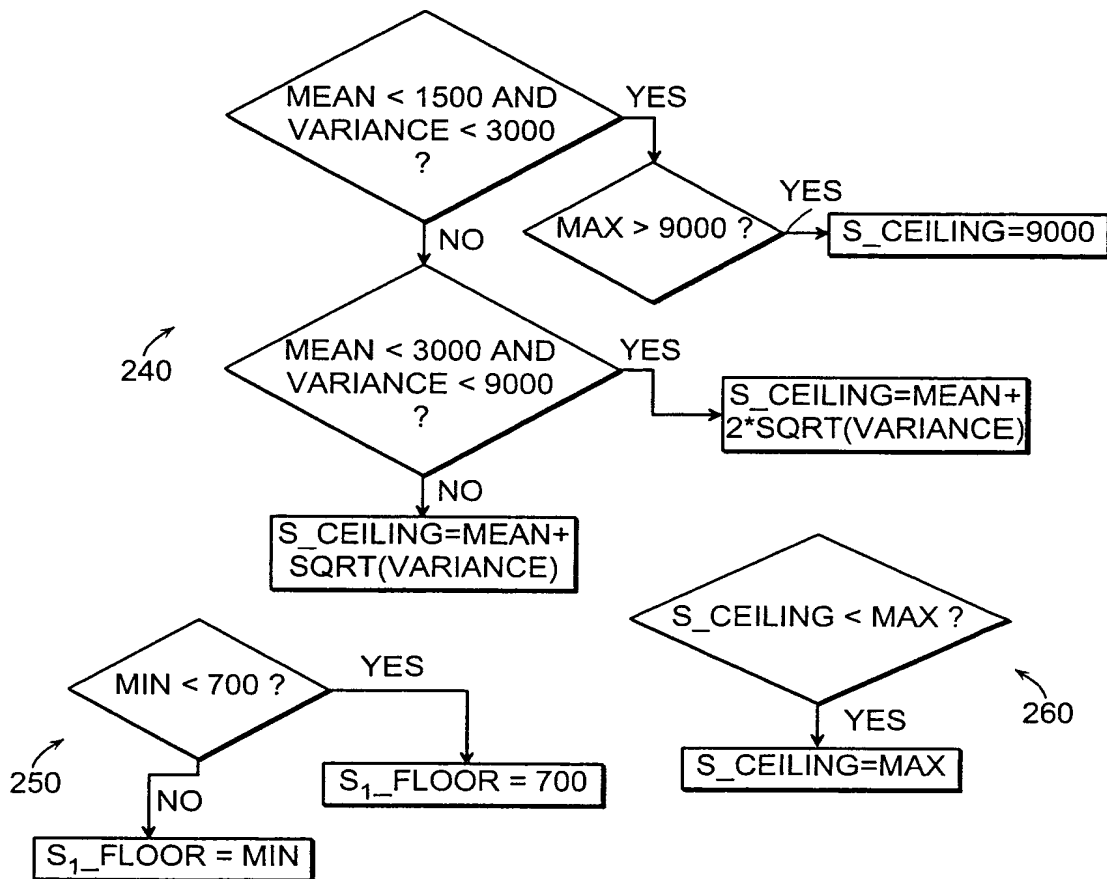 MEAN < 1500 AND
VARIANCE < 3000
?
YES
NO
MAX > 9000 ?
YES
S_CEILING=9000
240
MEAN < 3000 AND
VARIANCE < 9000
?
YES
S_CEILING=MEAN+
2*SQRT(VARIANCE)
NO
S_CEILING=MEAN+
SQRT(VARIANCE)
S_CEILING < MAX ?
YES
260
S_CEILING=MAX
MIN < 700 ?
YES
250
NO
S₁_FLOOR = 700
S₁_FLOOR = MIN